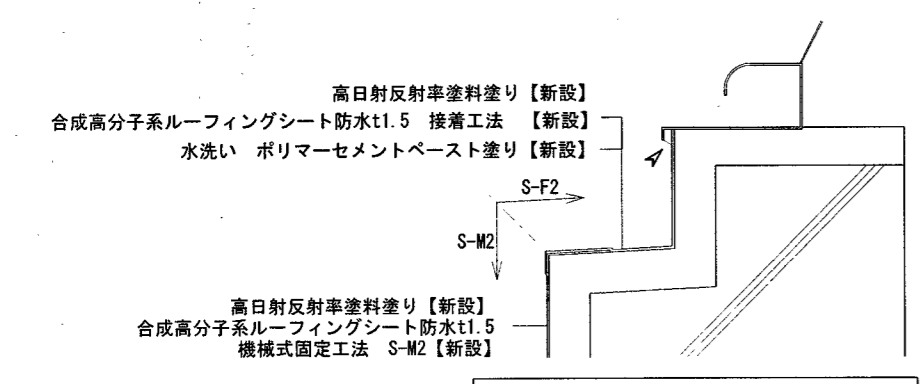 高日射反射率塗料塗り【新設】
合成高分子系ルーフィングシート防水t1.5　接着工法　【新設】
水洗い　ポリマーセメントペースト塗り【新設】
S-F2
S-M2
高日射反射率塗料塗り【新設】
合成高分子系ルーフィングシート防水t1.5
機械式固定工法　S-M2【新設】